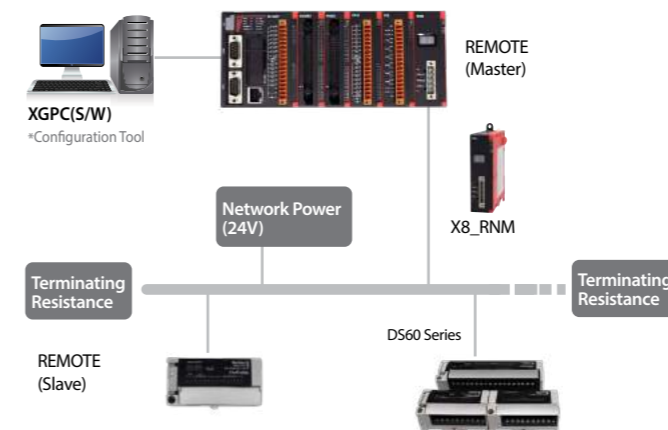 REMOTE
(Master)
XGPC(S/W)
*Configuration Tool
X8_RNM
Network Power
(24V)
Terminating
Resistance
Terminating
Resistance
DS60 Series
REMOTE
(Slave)